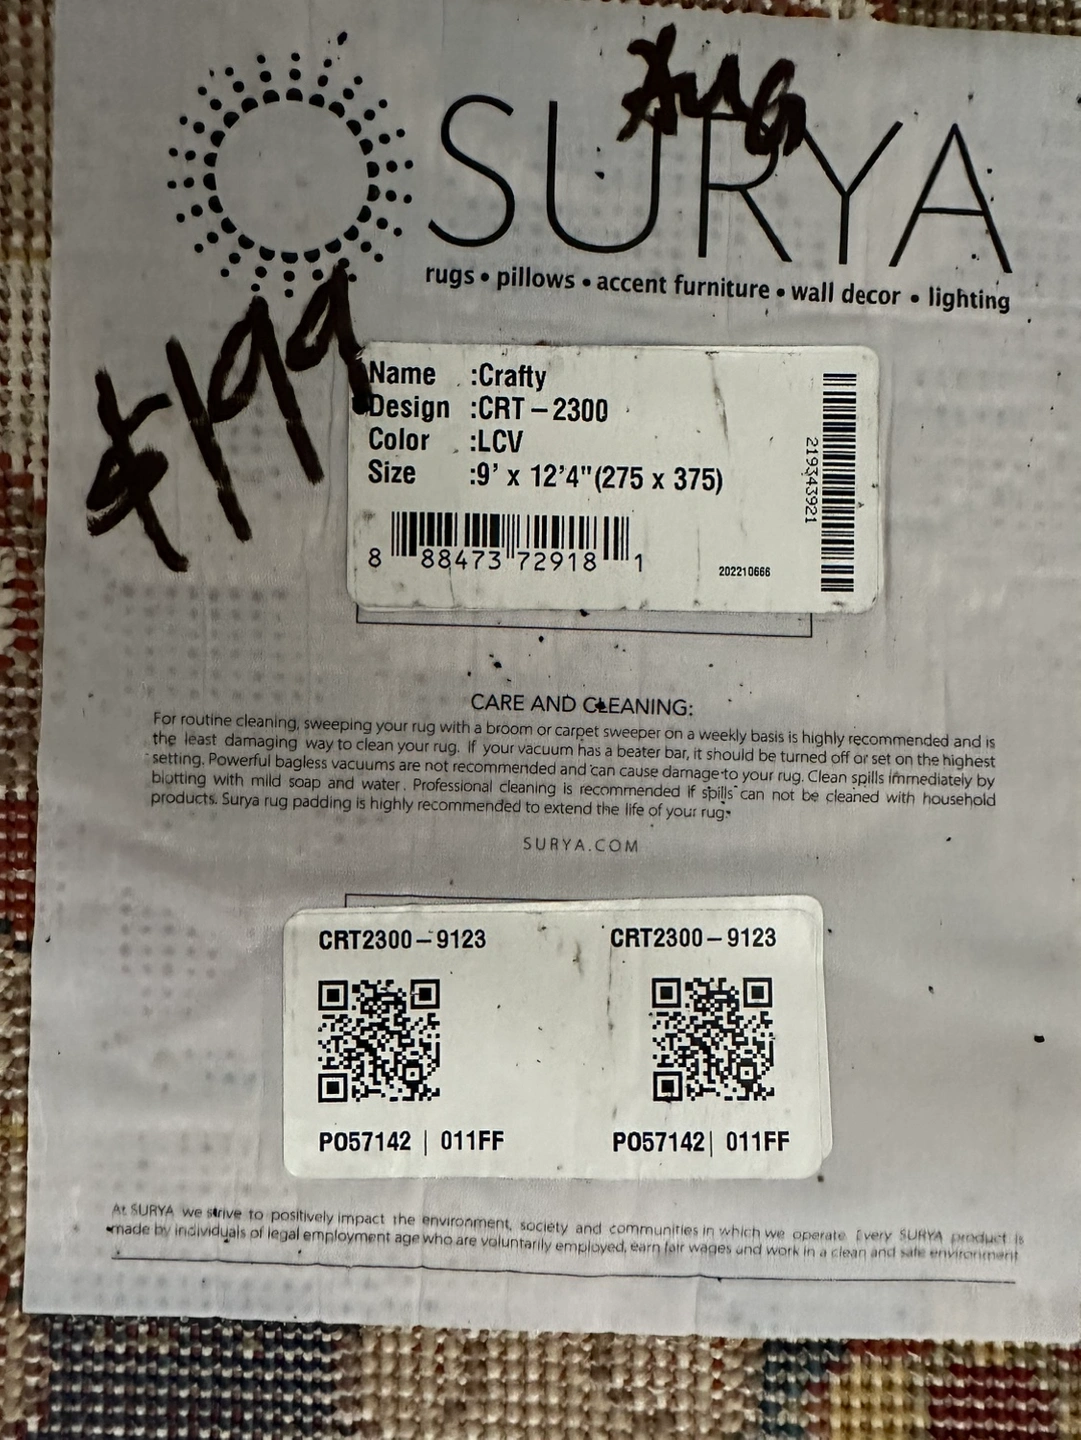 Aug
SURYA
rugs • pillows • accent furniture • wall decor • lighting
$199
Name :Crafty
Design :CRT – 2300
Color :LCV
Size :9' x 12'4"(275 x 375)
8 88473 72918 1
202210666
219343921
CARE AND CLEANING:
For routine cleaning, sweeping your rug with a broom or carpet sweeper on a weekly basis is highly recommended and is
the least damaging way to clean your rug. If your vacuum has a beater bar, it should be turned off or set on the highest
setting. Powerful bagless vacuums are not recommended and can cause damage to your rug. Clean spills immediately by
blotting with mild soap and water. Professional cleaning is recommended if spills can not be cleaned with household
products. Surya rug padding is highly recommended to extend the life of your rug.
SURYA.COM
CRT2300 – 9123 CRT2300 – 9123
PO57142 | 011FF PO57142 | 011FF
At SURYA we strive to positively impact the environment, society and communities in which we operate. Every SURYA product is
made by individuals of legal employment age who are voluntarily employed, earn fair wages and work in a clean and safe environment